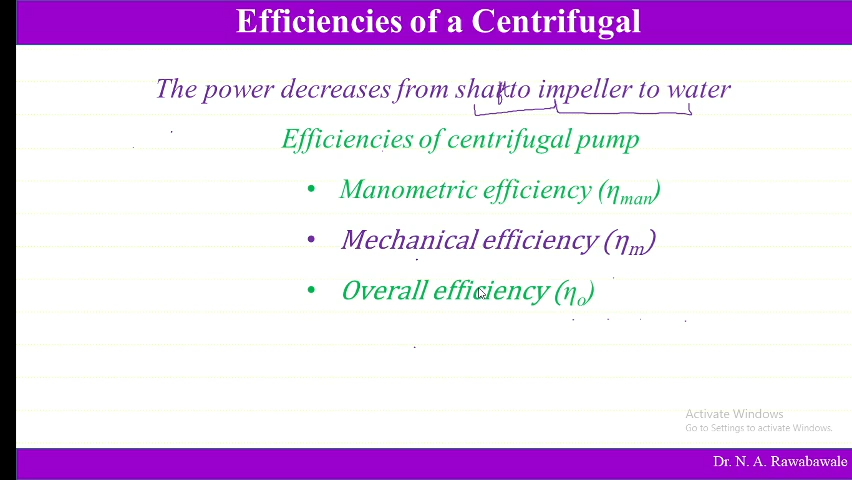 Efficiencies of a Centrifugal
The power decreases from shaft to impeller to water
Efficiencies of centrifugal pump
• Manometric efficiency (ηman)
• Mechanical efficiency (ηm)
• Overall efficiency (ηo)
Activate Windows
Go to Settings to activate Windows.
Dr. N. A. Rawabawale